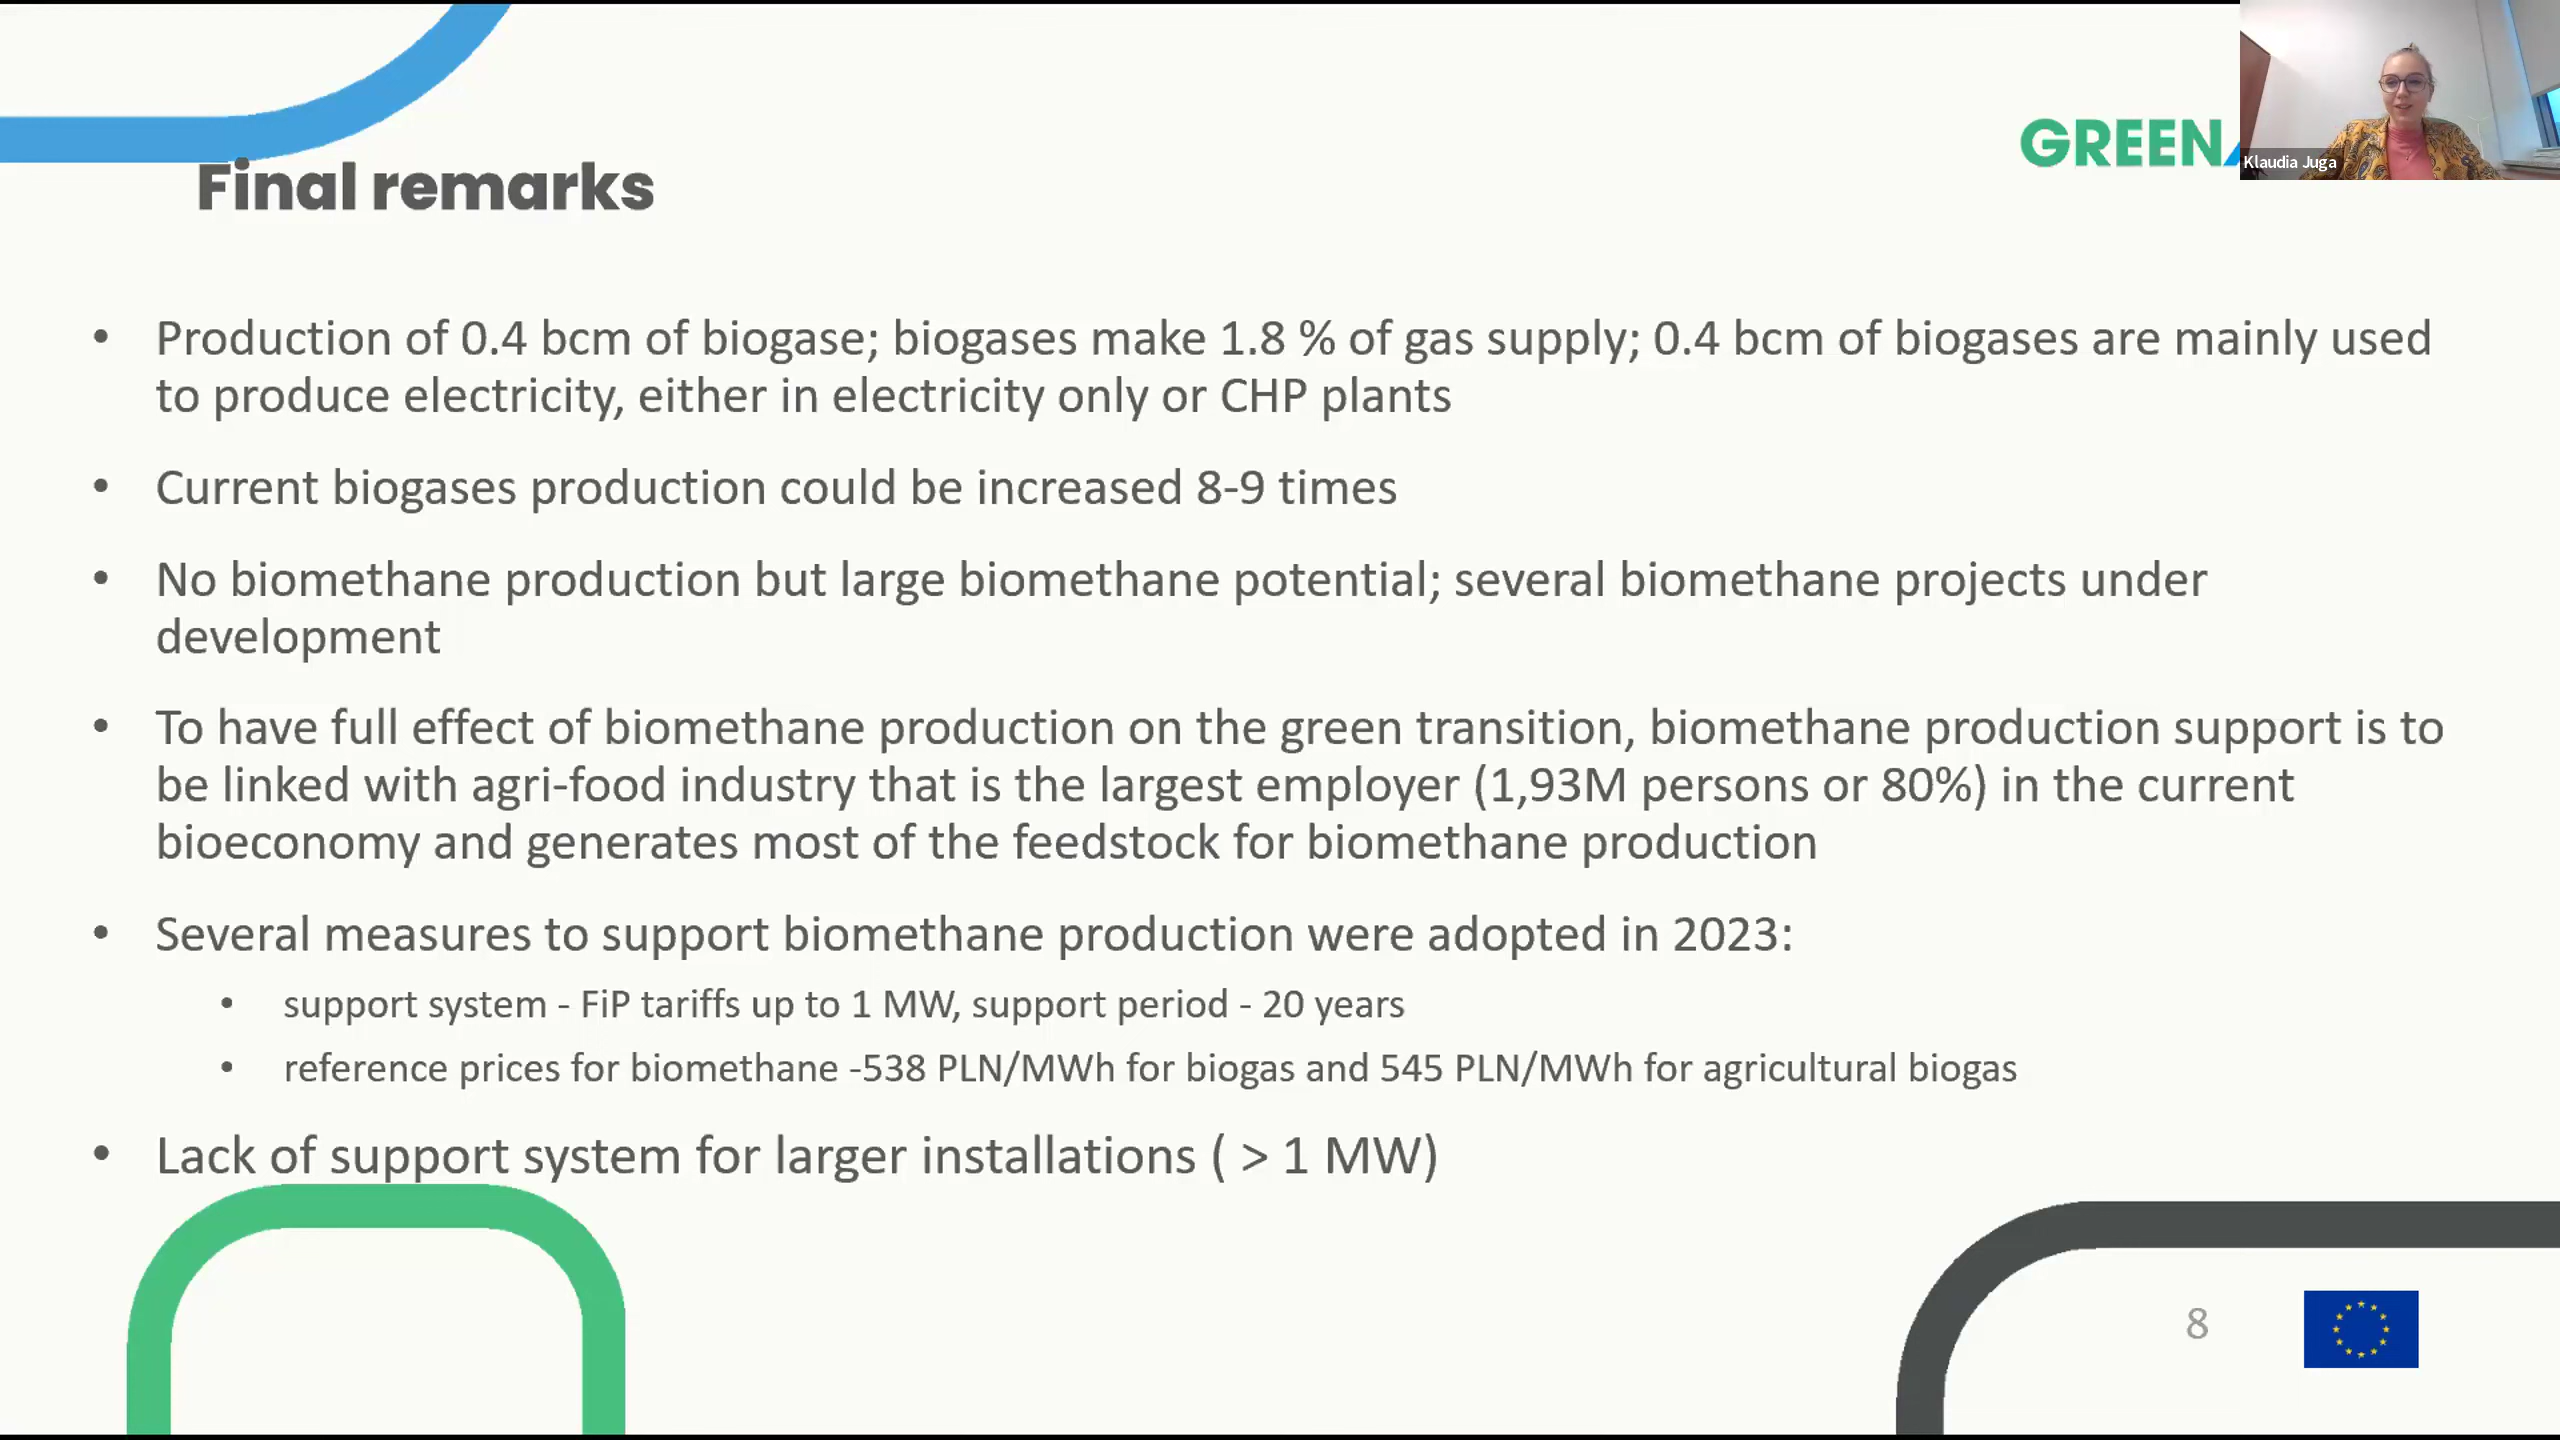 GREEN
Klaudia Juga
Final remarks
• Production of 0.4 bcm of biogase; biogases make 1.8 % of gas supply; 0.4 bcm of biogases are mainly used
to produce electricity, either in electricity only or CHP plants
• Current biogases production could be increased 8-9 times
• No biomethane production but large biomethane potential; several biomethane projects under
development
• To have full effect of biomethane production on the green transition, biomethane production support is to
be linked with agri-food industry that is the largest employer (1,93M persons or 80%) in the current
bioeconomy and generates most of the feedstock for biomethane production
• Several measures to support biomethane production were adopted in 2023:
• support system - FiP tariffs up to 1 MW, support period - 20 years
• reference prices for biomethane -538 PLN/MWh for biogas and 545 PLN/MWh for agricultural biogas
• Lack of support system for larger installations ( > 1 MW)
8